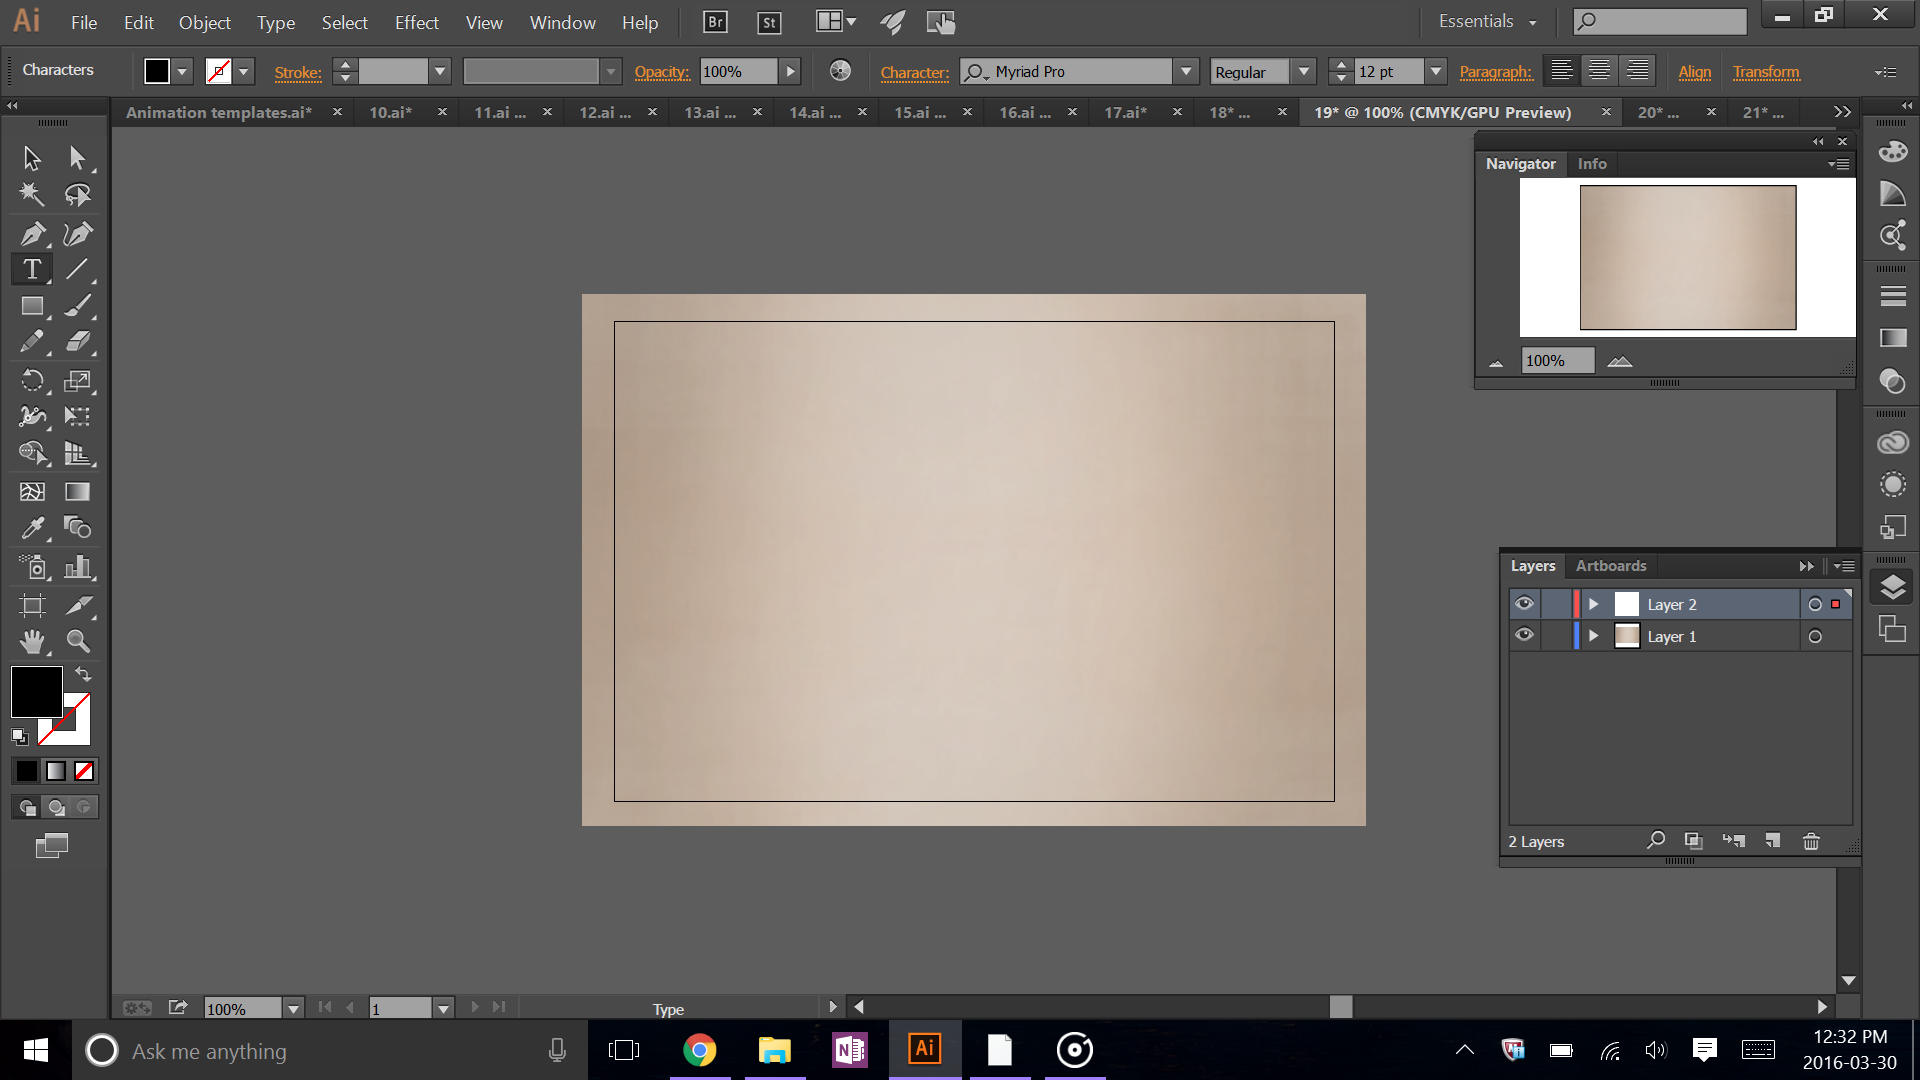 Ai File Edit Object Type Select Effect View Window Help Br St Essentials
Characters Stroke: Opacity: 100% Character: Myriad Pro Regular 12 pt Paragraph: Align Transform
Animation templates.ai* 10.ai* 11.ai ... 12.ai ... 13.ai ... 14.ai ... 15.ai ... 16.ai ... 17.ai* 18* ... 19* @ 100% (CMYK/GPU Preview) 20* ... 21* ...
Navigator Info
100%
Layers Artboards
Layer 2
Layer 1
2 Layers
100% 1 Type
Ask me anything N Ai 12:32 PM
2016-03-30